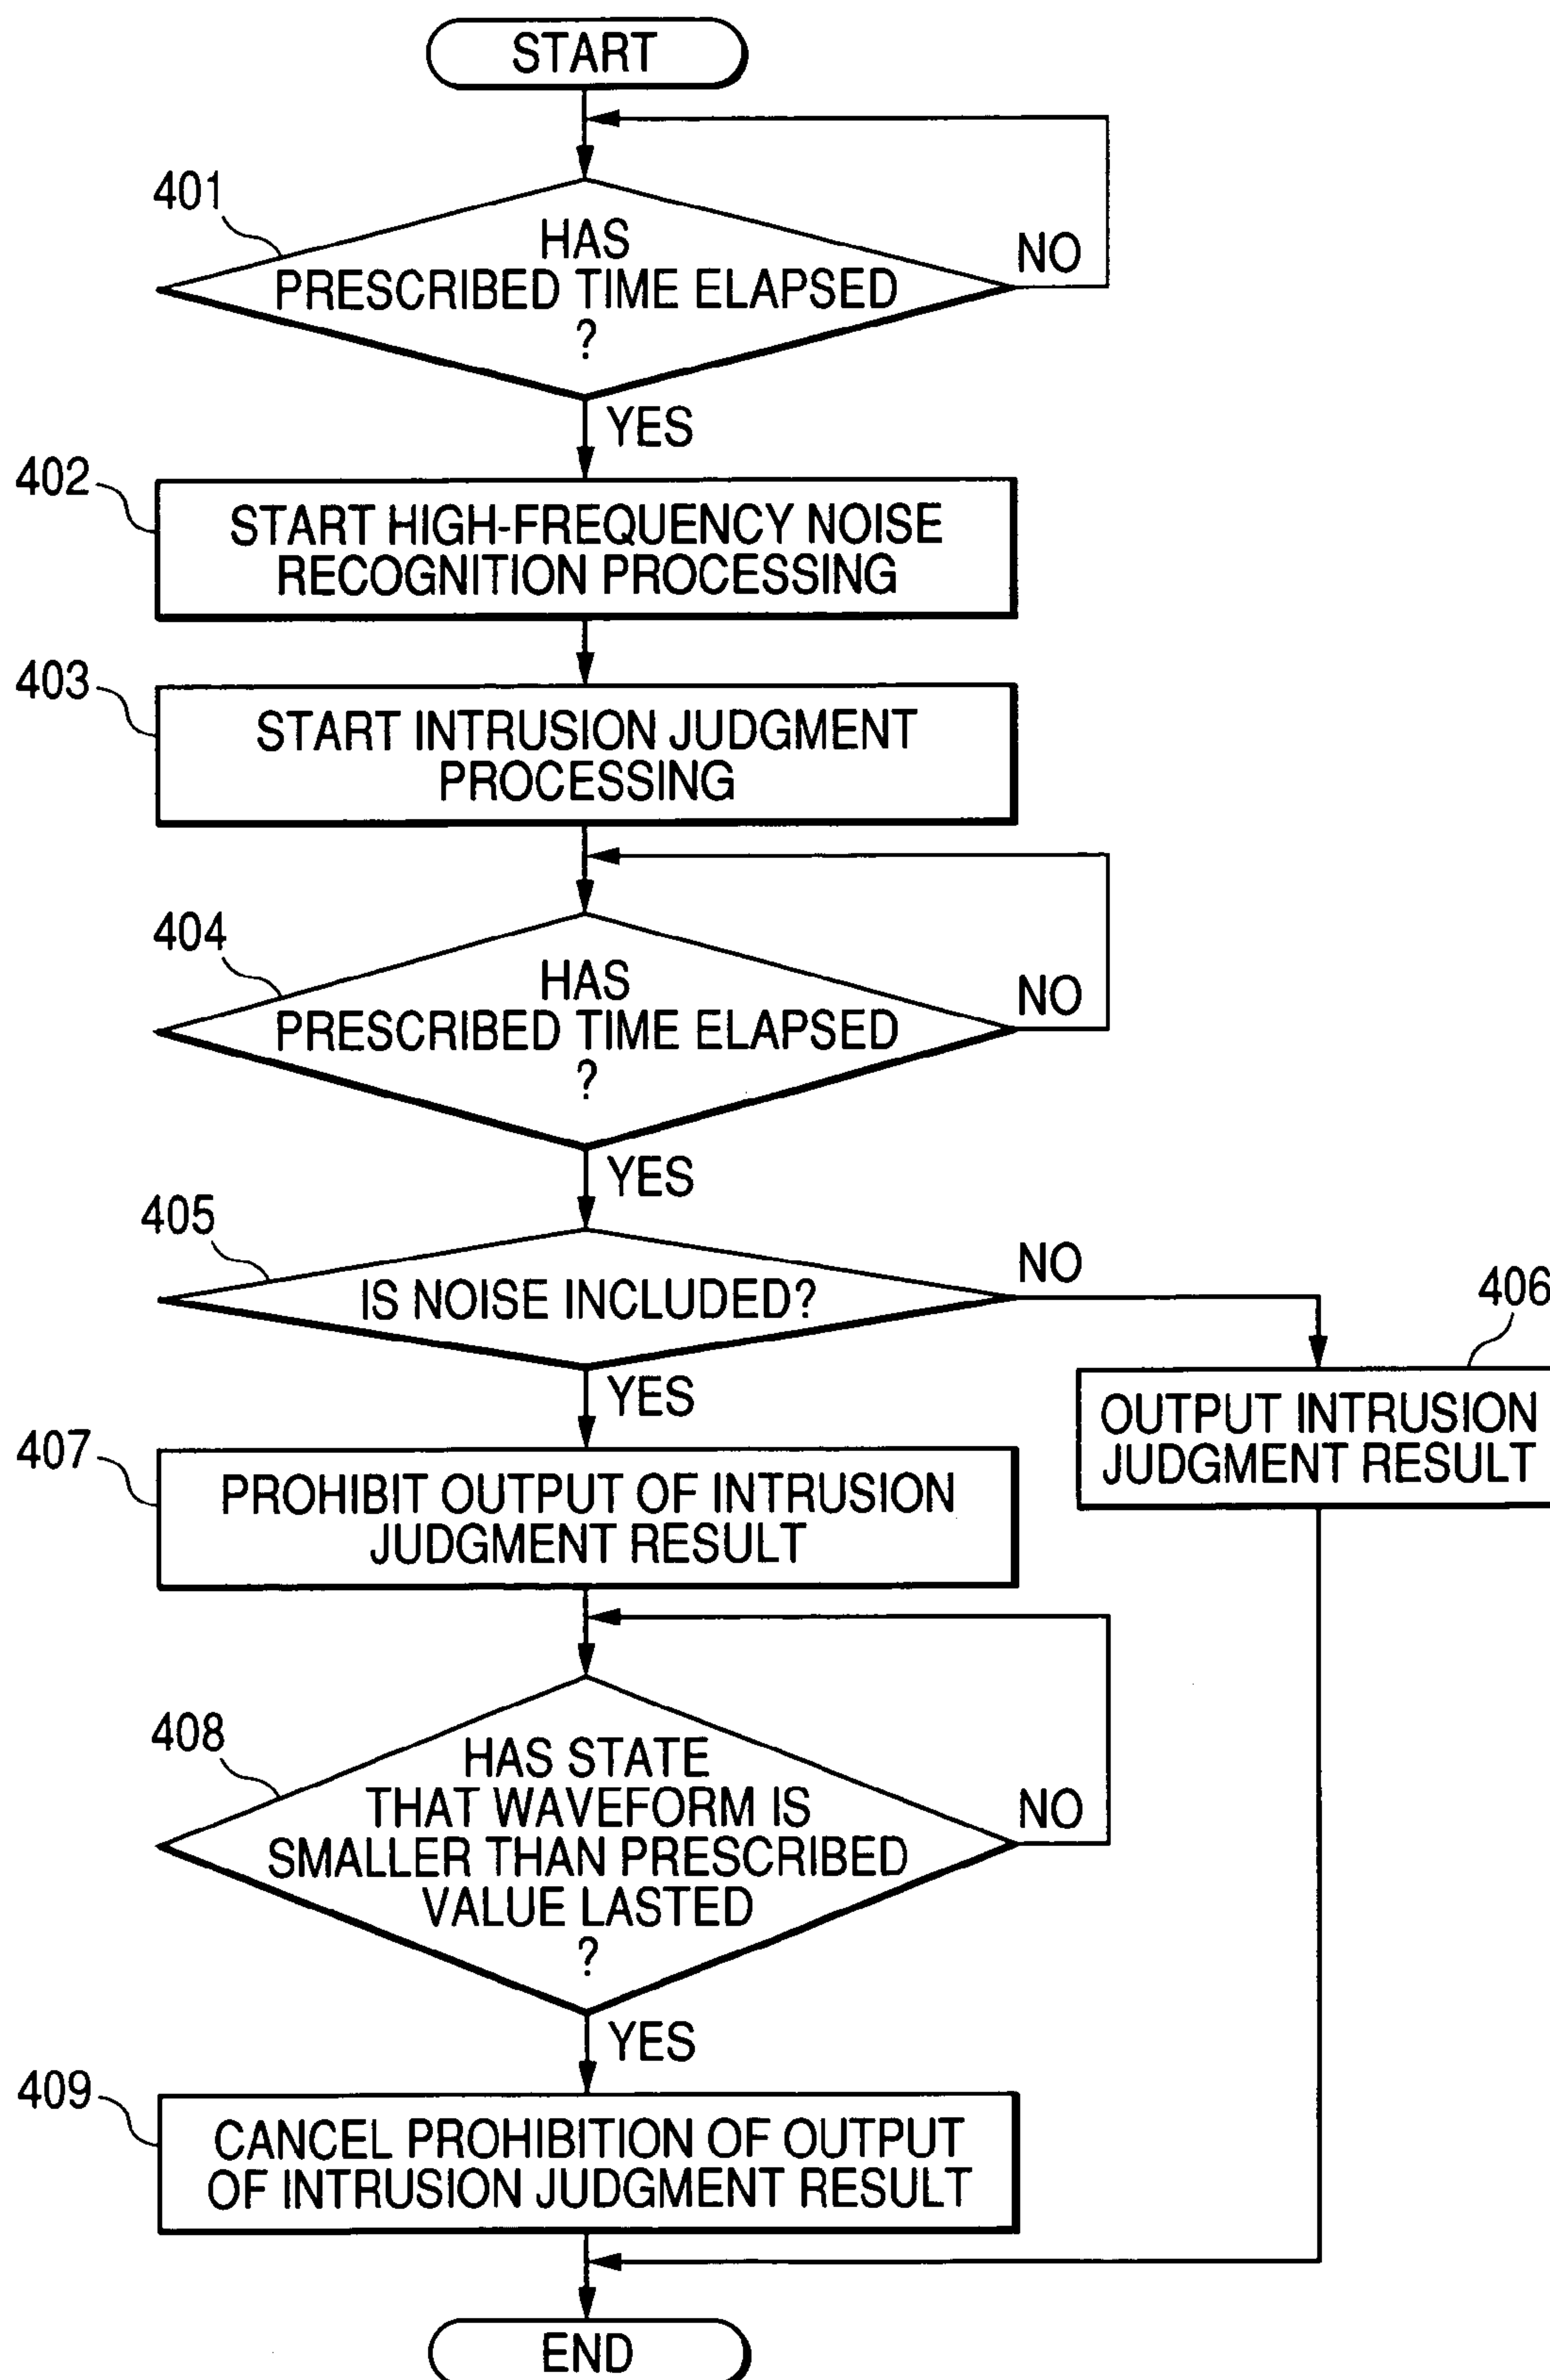 START
401
HAS
PRESCRIBED TIME ELAPSED
?
NO
YES
402
START HIGH-FREQUENCY NOISE
RECOGNITION PROCESSING
403
START INTRUSION JUDGMENT
PROCESSING
404
HAS
PRESCRIBED TIME ELAPSED
?
NO
YES
405
IS NOISE INCLUDED?
NO
406
OUTPUT INTRUSION
JUDGMENT RESULT
YES
407
PROHIBIT OUTPUT OF INTRUSION
JUDGMENT RESULT
408
HAS STATE
THAT WAVEFORM IS
SMALLER THAN PRESCRIBED
VALUE LASTED
?
NO
YES
409
CANCEL PROHIBITION OF OUTPUT
OF INTRUSION JUDGMENT RESULT
END